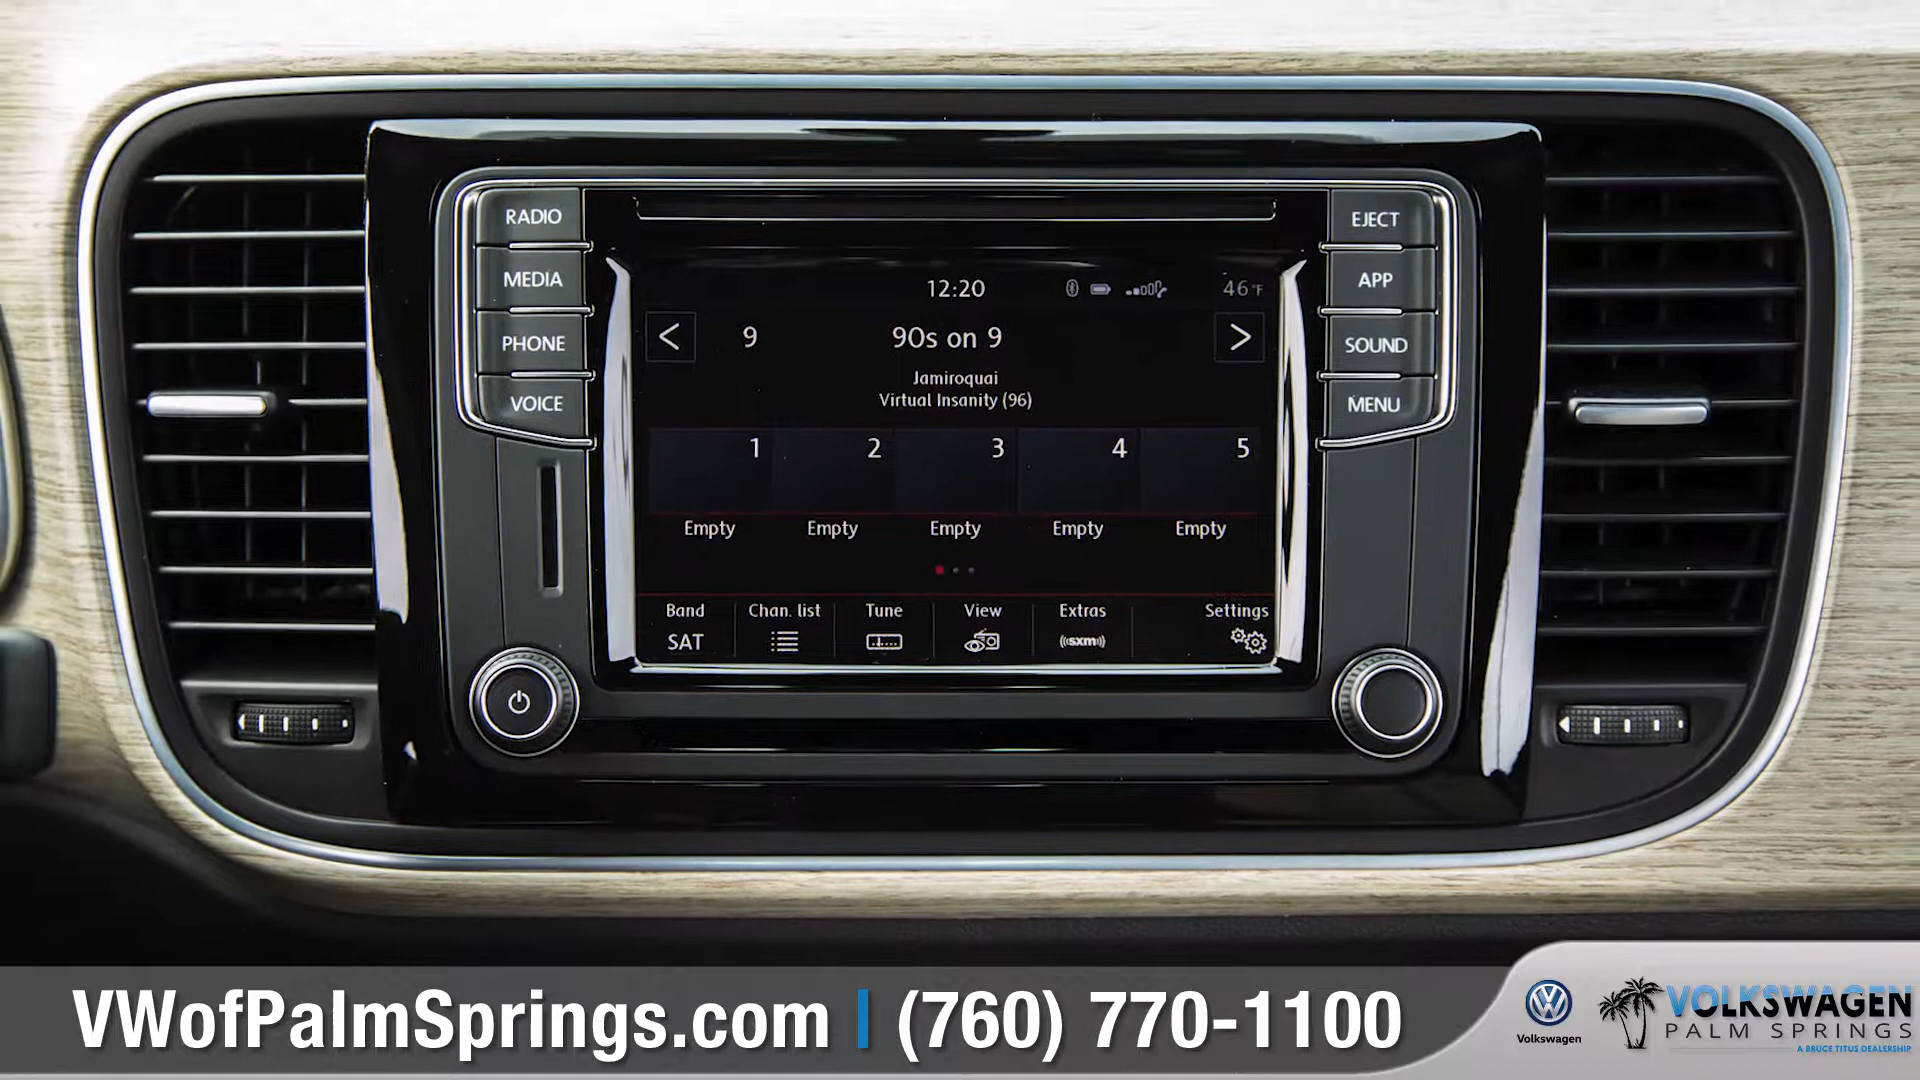 RADIO
MEDIA
PHONE
VOICE
EJECT
APP
SOUND
MENU
12:20
46°F
< 9 90s on 9 >
Jamiroquai
Virtual Insanity (96)
1 2 3 4 5
Empty Empty Empty Empty Empty
Band Chan. list Tune View Extras Settings
SAT ((sxm))
VWofPalmSprings.com | (760) 770-1100
Volkswagen
VOLKSWAGEN
PALM SPRINGS
A BRUCE TITUS DEALERSHIP